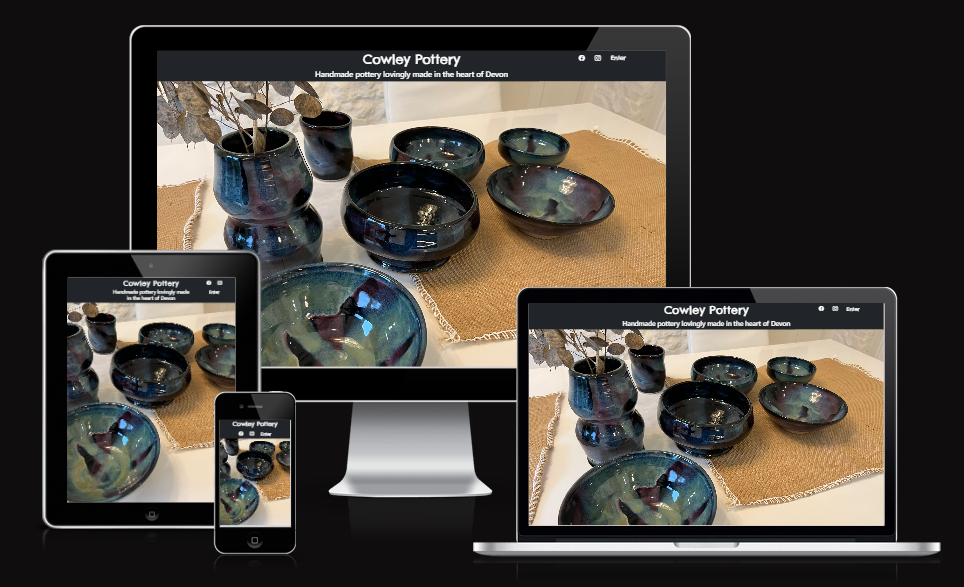 Cowley Pottery
Enter
Handmade pottery lovingly made in the heart of Devon
Cowley Pottery
Handmade pottery lovingly made
in the heart of Devon
Enter
Cowley Pottery
Enter
Cowley Pottery
Enter
Handmade pottery lovingly made in the heart of Devon